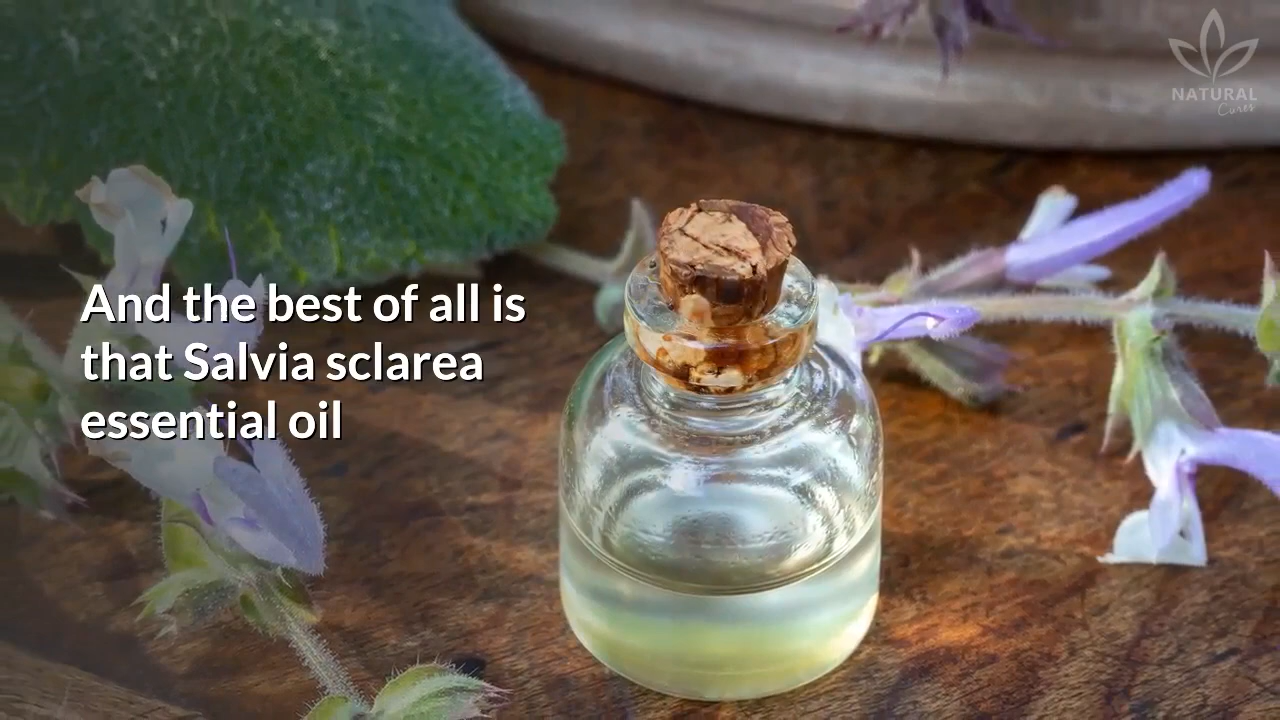 NATURAL
Cures
And the best of all is
that Salvia sclarea
essential oil